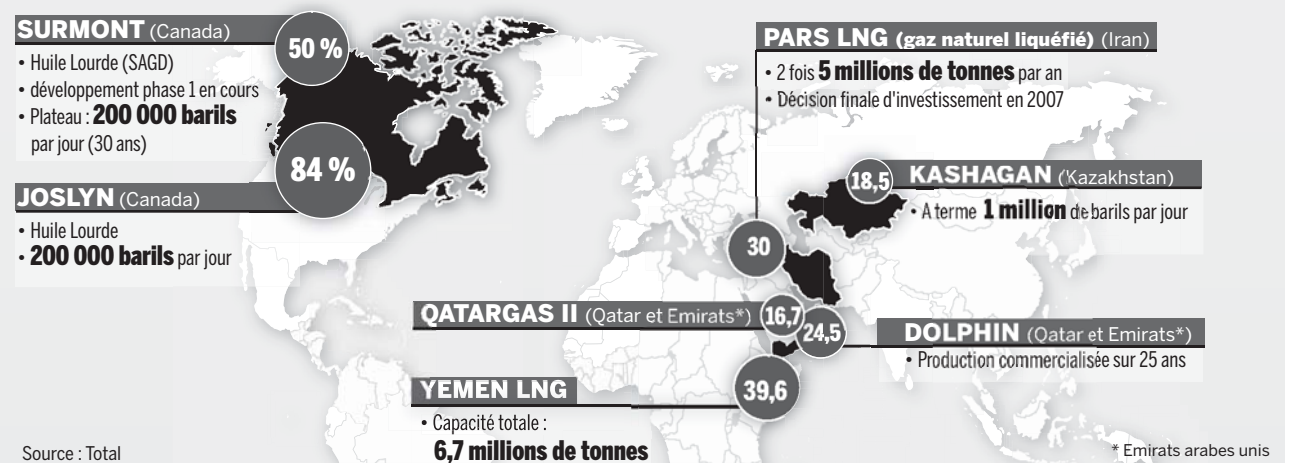 SURMONT (Canada)
50 %
• Huile Lourde (SAGD)
• développement phase 1 en cours
• Plateau : 200 000 barils
par jour (30 ans)
84 %
JOSLYN (Canada)
• Huile Lourde
• 200 000 barils par jour
PARS LNG (gaz naturel liquéfié) (Iran)
• 2 fois 5 millions de tonnes par an
• Décision finale d'investissement en 2007
30
18,5
KASHAGAN (Kazakhstan)
• A terme 1 million de barils par jour
QATARGAS II (Qatar et Emirats*)
16,7
24,5
DOLPHIN (Qatar et Emirats*)
• Production commercialisée sur 25 ans
YEMEN LNG
39,6
• Capacité totale :
6,7 millions de tonnes
Source : Total
* Emirats arabes unis